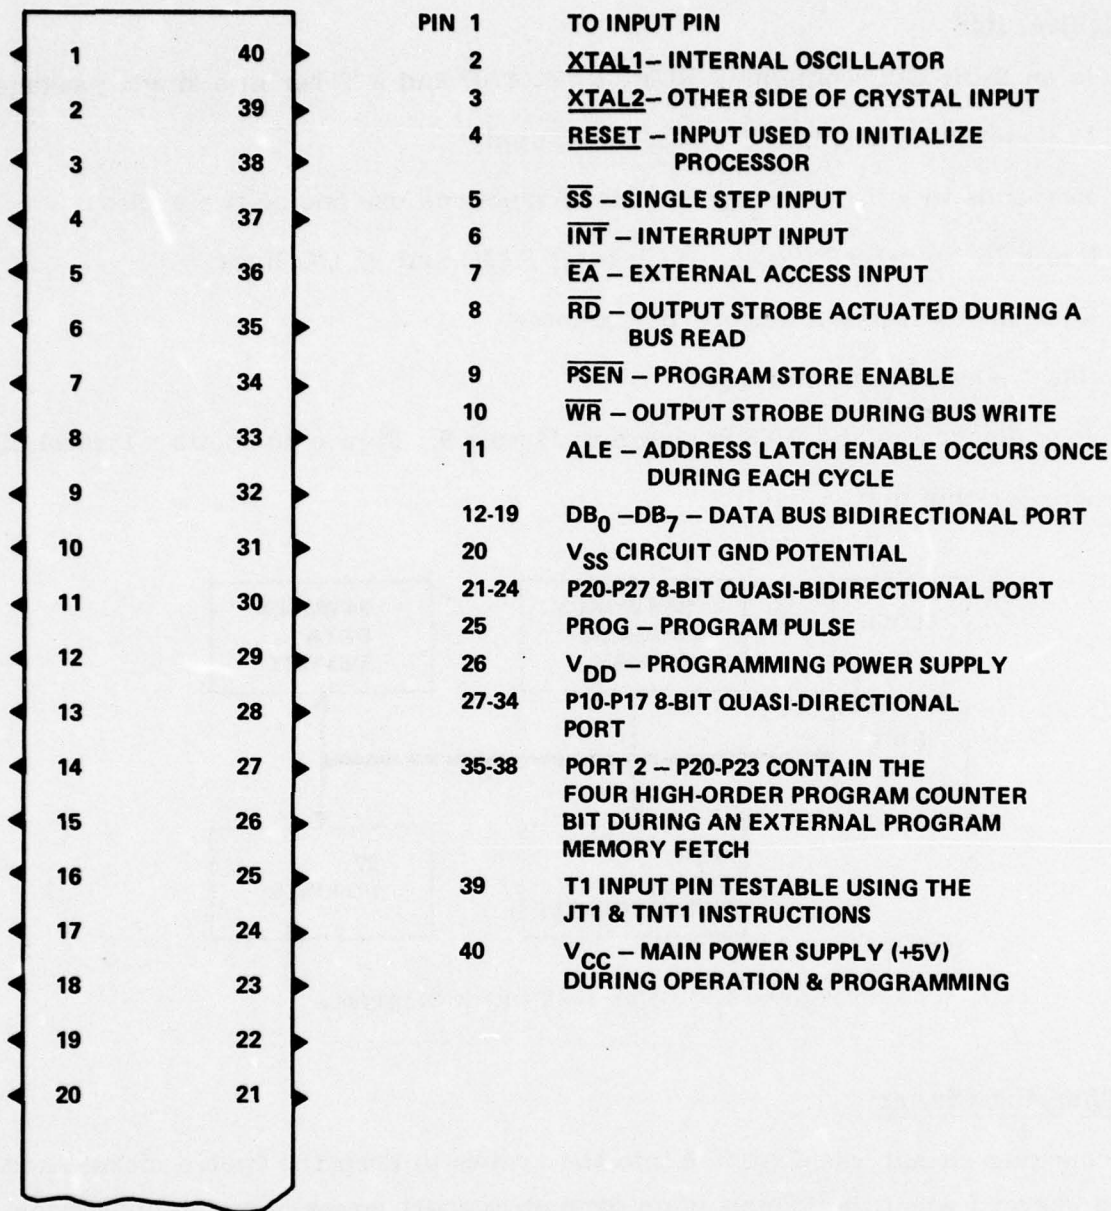 1 40
2 39
3 38
4 37
5 36
6 35
7 34
8 33
9 32
10 31
11 30
12 29
13 28
14 27
15 26
16 25
17 24
18 23
19 22
20 21
PIN 1 TO INPUT PIN
2 XTAL1 – INTERNAL OSCILLATOR
3 XTAL2 – OTHER SIDE OF CRYSTAL INPUT
4 RESET – INPUT USED TO INITIALIZE
PROCESSOR
5 S̅S̅ – SINGLE STEP INPUT
6 I̅N̅T̅ – INTERRUPT INPUT
7 E̅A̅ – EXTERNAL ACCESS INPUT
8 R̅D̅ – OUTPUT STROBE ACTUATED DURING A
BUS READ
9 P̅S̅E̅N̅ – PROGRAM STORE ENABLE
10 W̅R̅ – OUTPUT STROBE DURING BUS WRITE
11 ALE – ADDRESS LATCH ENABLE OCCURS ONCE
DURING EACH CYCLE
12-19 DB₀ –DB₇ – DATA BUS BIDIRECTIONAL PORT
20 VSS CIRCUIT GND POTENTIAL
21-24 P20-P27 8-BIT QUASI-BIDIRECTIONAL PORT
25 PROG – PROGRAM PULSE
26 VDD – PROGRAMMING POWER SUPPLY
27-34 P10-P17 8-BIT QUASI-DIRECTIONAL
PORT
35-38 PORT 2 – P20-P23 CONTAIN THE
FOUR HIGH-ORDER PROGRAM COUNTER
BIT DURING AN EXTERNAL PROGRAM
MEMORY FETCH
39 T1 INPUT PIN TESTABLE USING THE
JT1 & TNT1 INSTRUCTIONS
40 VCC – MAIN POWER SUPPLY (+5V)
DURING OPERATION & PROGRAMMING